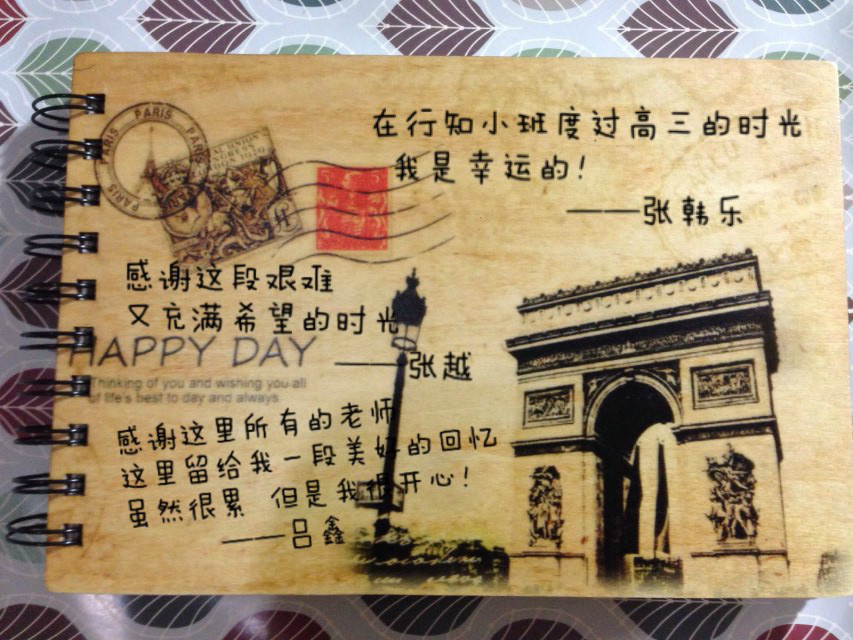 PARIS
PARIS
PARIS
在行知小班度过高三的时光
我是幸运的!
——张韩乐
感谢这段艰难
又充满希望的时光
HAPPY DAY
——张越
Thinking of you and wishing you all
of life's best to day and always.
感谢这里所有的老师
这里留给我一段美好的回忆
虽然很累 但是我很开心!
——吕鑫